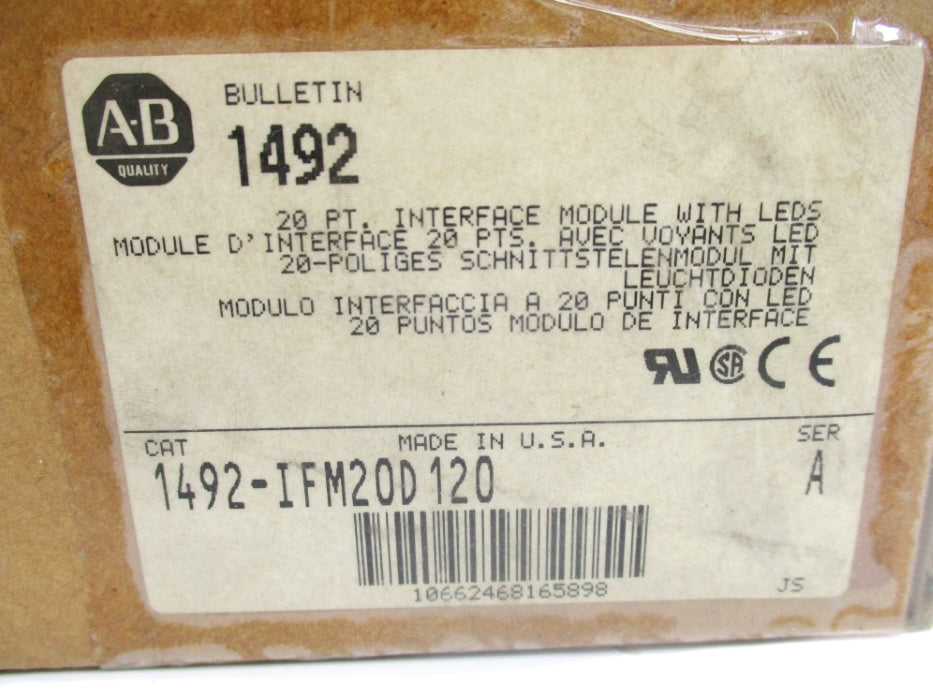 A·B
QUALITY
BULLETIN
1492
20 PT. INTERFACE MODULE WITH LEDS
MODULE D'INTERFACE 20 PTS. AVEC VOYANTS LED
20-POLIGES SCHNITTSTELENMODUL MIT
LEUCHTDIODEN
MODULO INTERFACCIA A 20 PUNTI CON LED
20 PUNTOS MODULO DE INTERFACE
RU SA CE
CAT MADE IN U.S.A. SER
1492-IFM20D120 A
10662468165898
JS